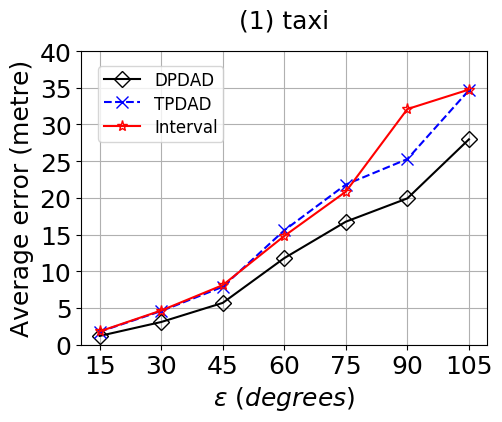 (1) taxi
Average error (metre)
40
35
30
25
20
15
10
5
0
DPDAD
TPDAD
Interval
15 30 45 60 75 90 105
ε (degrees)